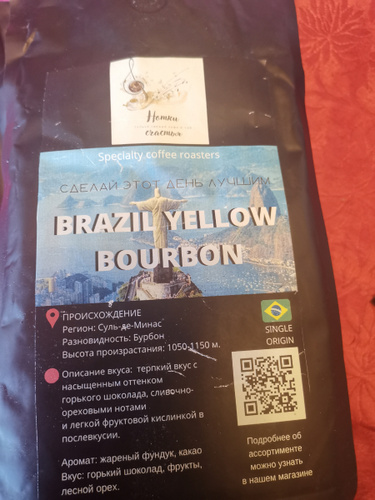 Нотки
счастья
Specialty coffee roasters
СДЕЛАЙ ЭТОТ ДЕНЬ ЛУЧШИМ
BRAZIL YELLOW
BOURBON
ПРОИСХОЖДЕНИЕ
Регион: Суль-де-Минас
Разновидность: Бурбон
Высота произрастания: 1050-1150 м.
SINGLE
ORIGIN
Описание вкуса: терпкий вкус с
насыщенным оттенком
горького шоколада, сливочно-
ореховыми нотами
и легкой фруктовой кислинкой в
послевкусии.
Аромат: жареный фундук, какао
Вкус: горький шоколад, фрукты,
лесной орех.
Подробнее об
ассортименте
можно узнать
в нашем магазине